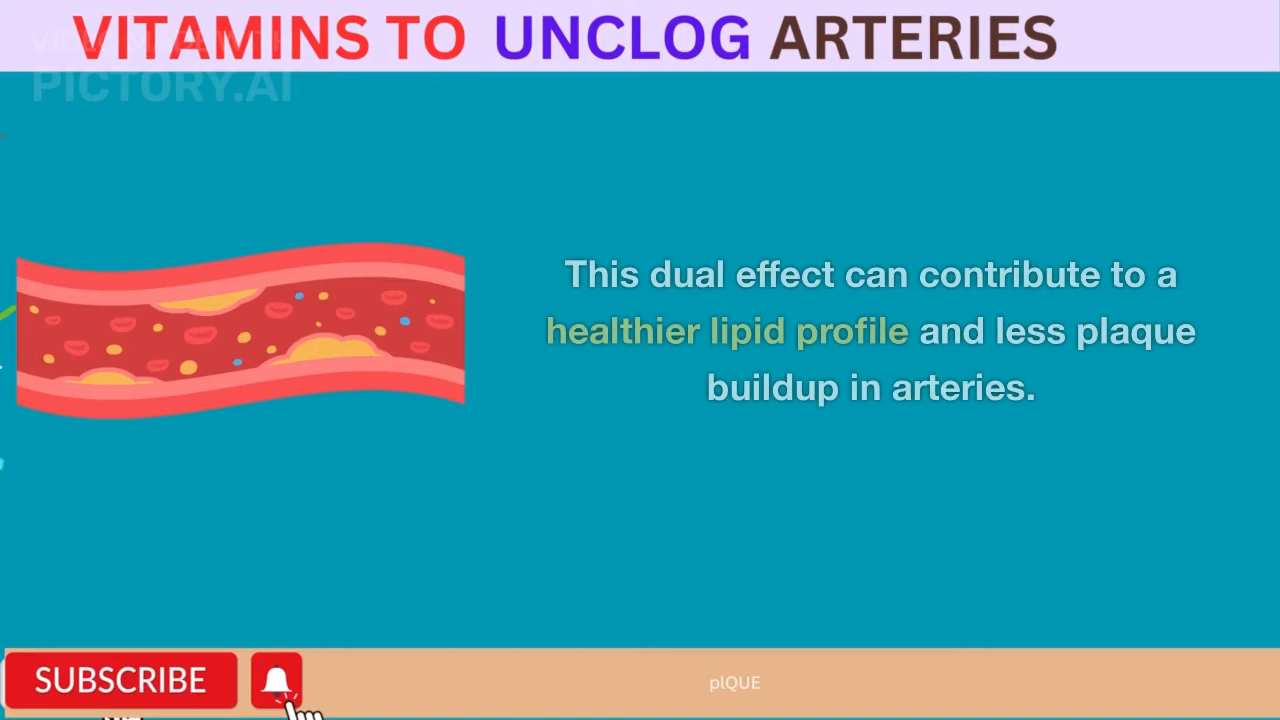 VITAMINS TO UNCLOG ARTERIES
PICTORY.AI
This dual effect can contribute to a
healthier lipid profile and less plaque
buildup in arteries.
SUBSCRIBE
plQUE